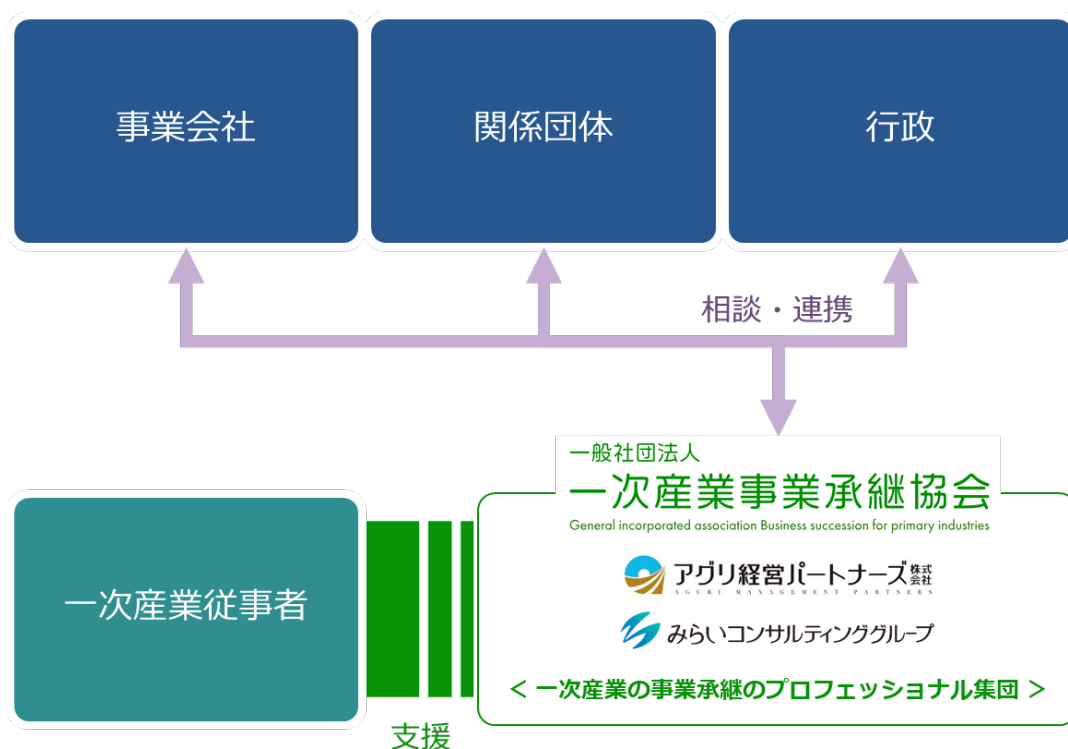 事業会社
関係団体
行政
相談・連携
一般社団法人
一次産業事業承継協会
General incorporated association Business succession for primary industries
アグリ経営パートナーズ株式会社
AGURI MANAGEMENT PARTNERS
みらいコンサルティンググループ
< 一次産業の事業承継のプロフェッショナル集団 >
一次産業従事者
支援